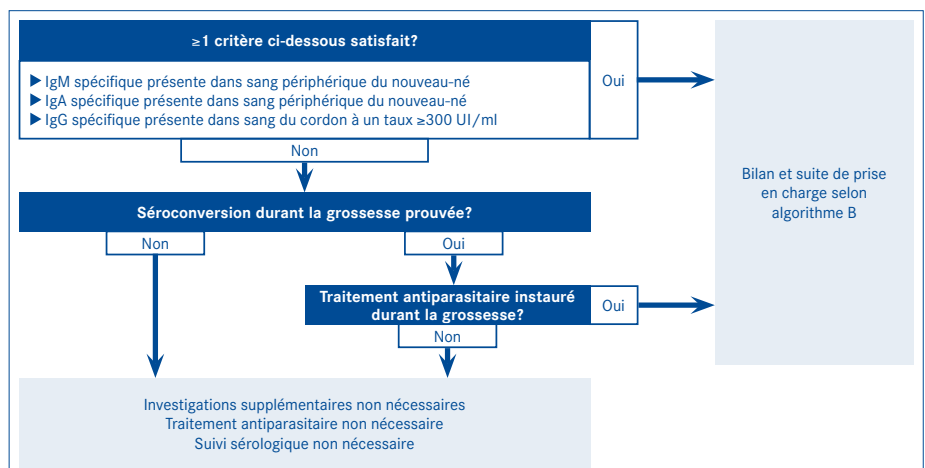 ≥1 critère ci-dessous satisfait?
▶ IgM spécifique présente dans sang périphérique du nouveau-né
▶ IgA spécifique présente dans sang périphérique du nouveau-né
▶ IgG spécifique présente dans sang du cordon à un taux ≥300 UI/ml
Oui
Non
Bilan et suite de prise
en charge selon
algorithme B
Séroconversion durant la grossesse prouvée?
Non
Oui
Traitement antiparasitaire instauré
durant la grossesse?
Oui
Non
Investigations supplémentaires non nécessaires
Traitement antiparasitaire non nécessaire
Suivi sérologique non nécessaire